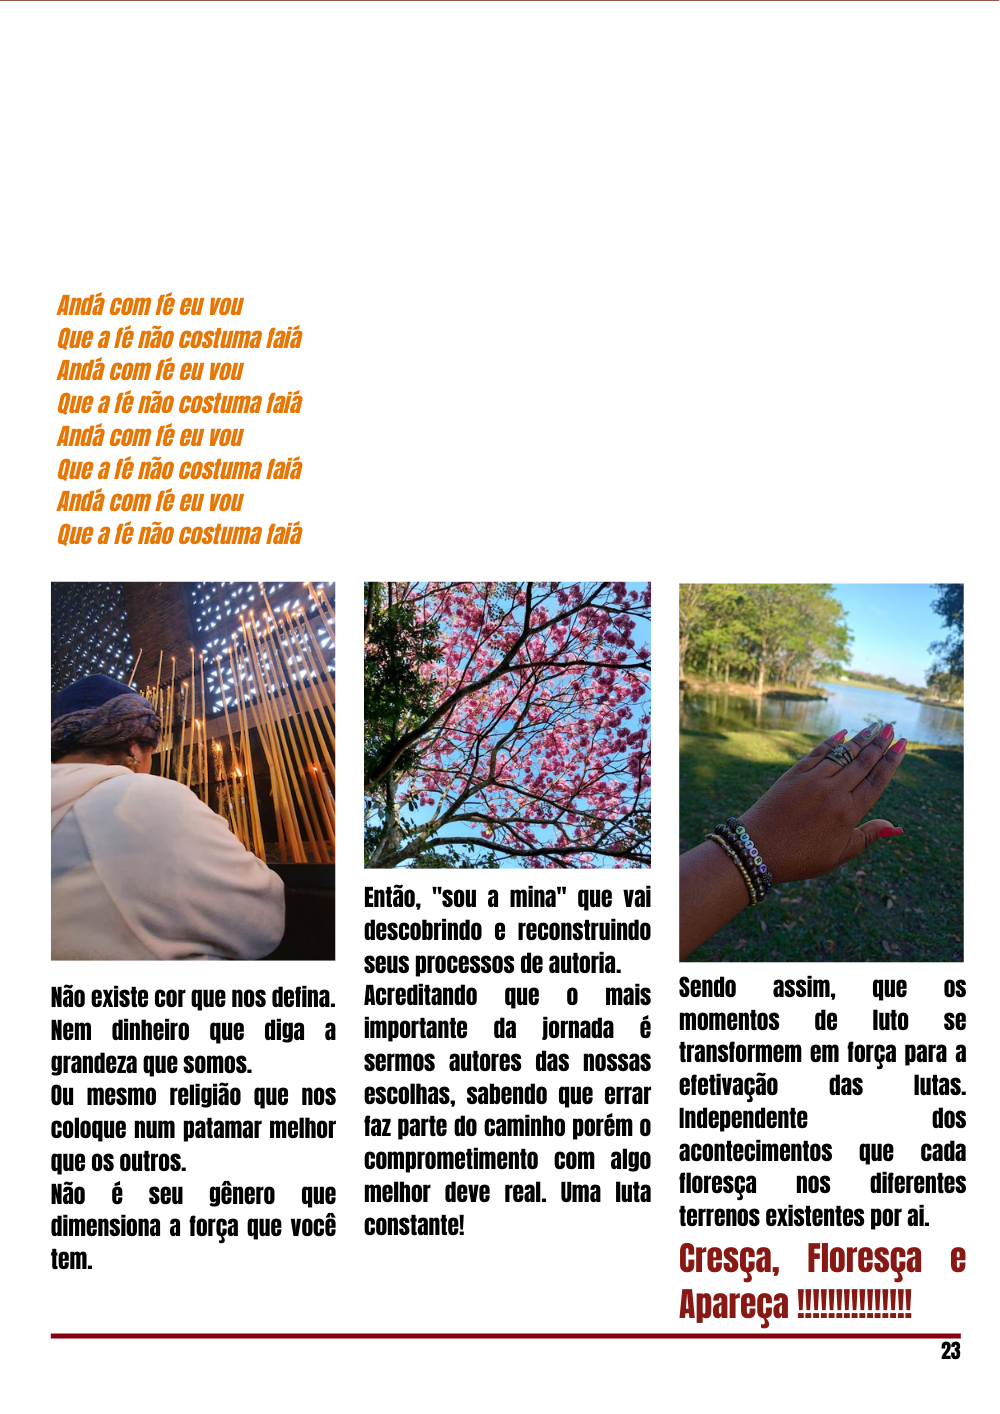 Andá com fé eu vou
Que a fé não costuma faiá
Andá com fé eu vou
Que a fé não costuma faiá
Andá com fé eu vou
Que a fé não costuma faiá
Andá com fé eu vou
Que a fé não costuma faiá
Não existe cor que nos defina.
Nem dinheiro que diga a
grandeza que somos.
Ou mesmo religião que nos
coloque num patamar melhor
que os outros.
Não é seu gênero que
dimensiona a força que você
tem.
Então, "sou a mina" que vai
descobrindo e reconstruindo
seus processos de autoria.
Acreditando que o mais
importante da jornada é
sermos autores das nossas
escolhas, sabendo que errar
faz parte do caminho porém o
comprometimento com algo
melhor deve real. Uma luta
constante!
Sendo assim, que os
momentos de luto se
transformem em força para a
efetivação das lutas.
Independente dos
acontecimentos que cada
floresça nos diferentes
terrenos existentes por ai.
Cresça, Floresça e
Apareça !!!!!!!!!!!!!!!
23